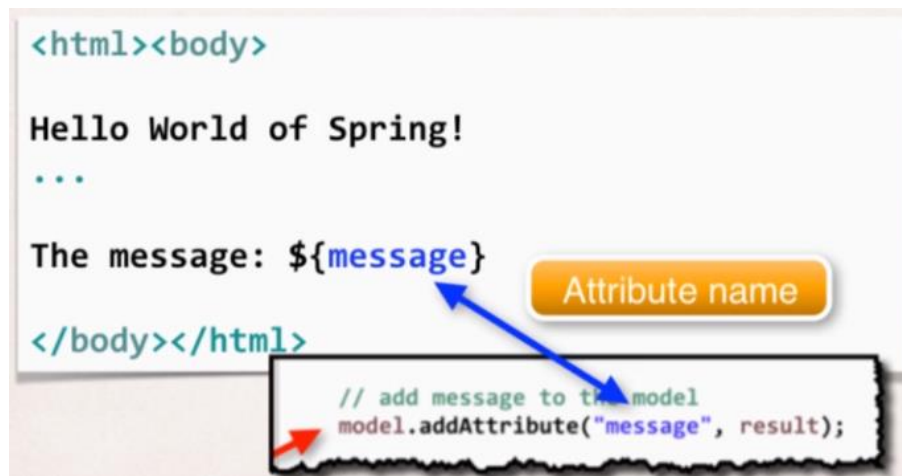 <html><body>
Hello World of Spring!
...
The message: ${message}
Attribute name
</body></html>
// add message to the model
model.addAttribute("message", result);